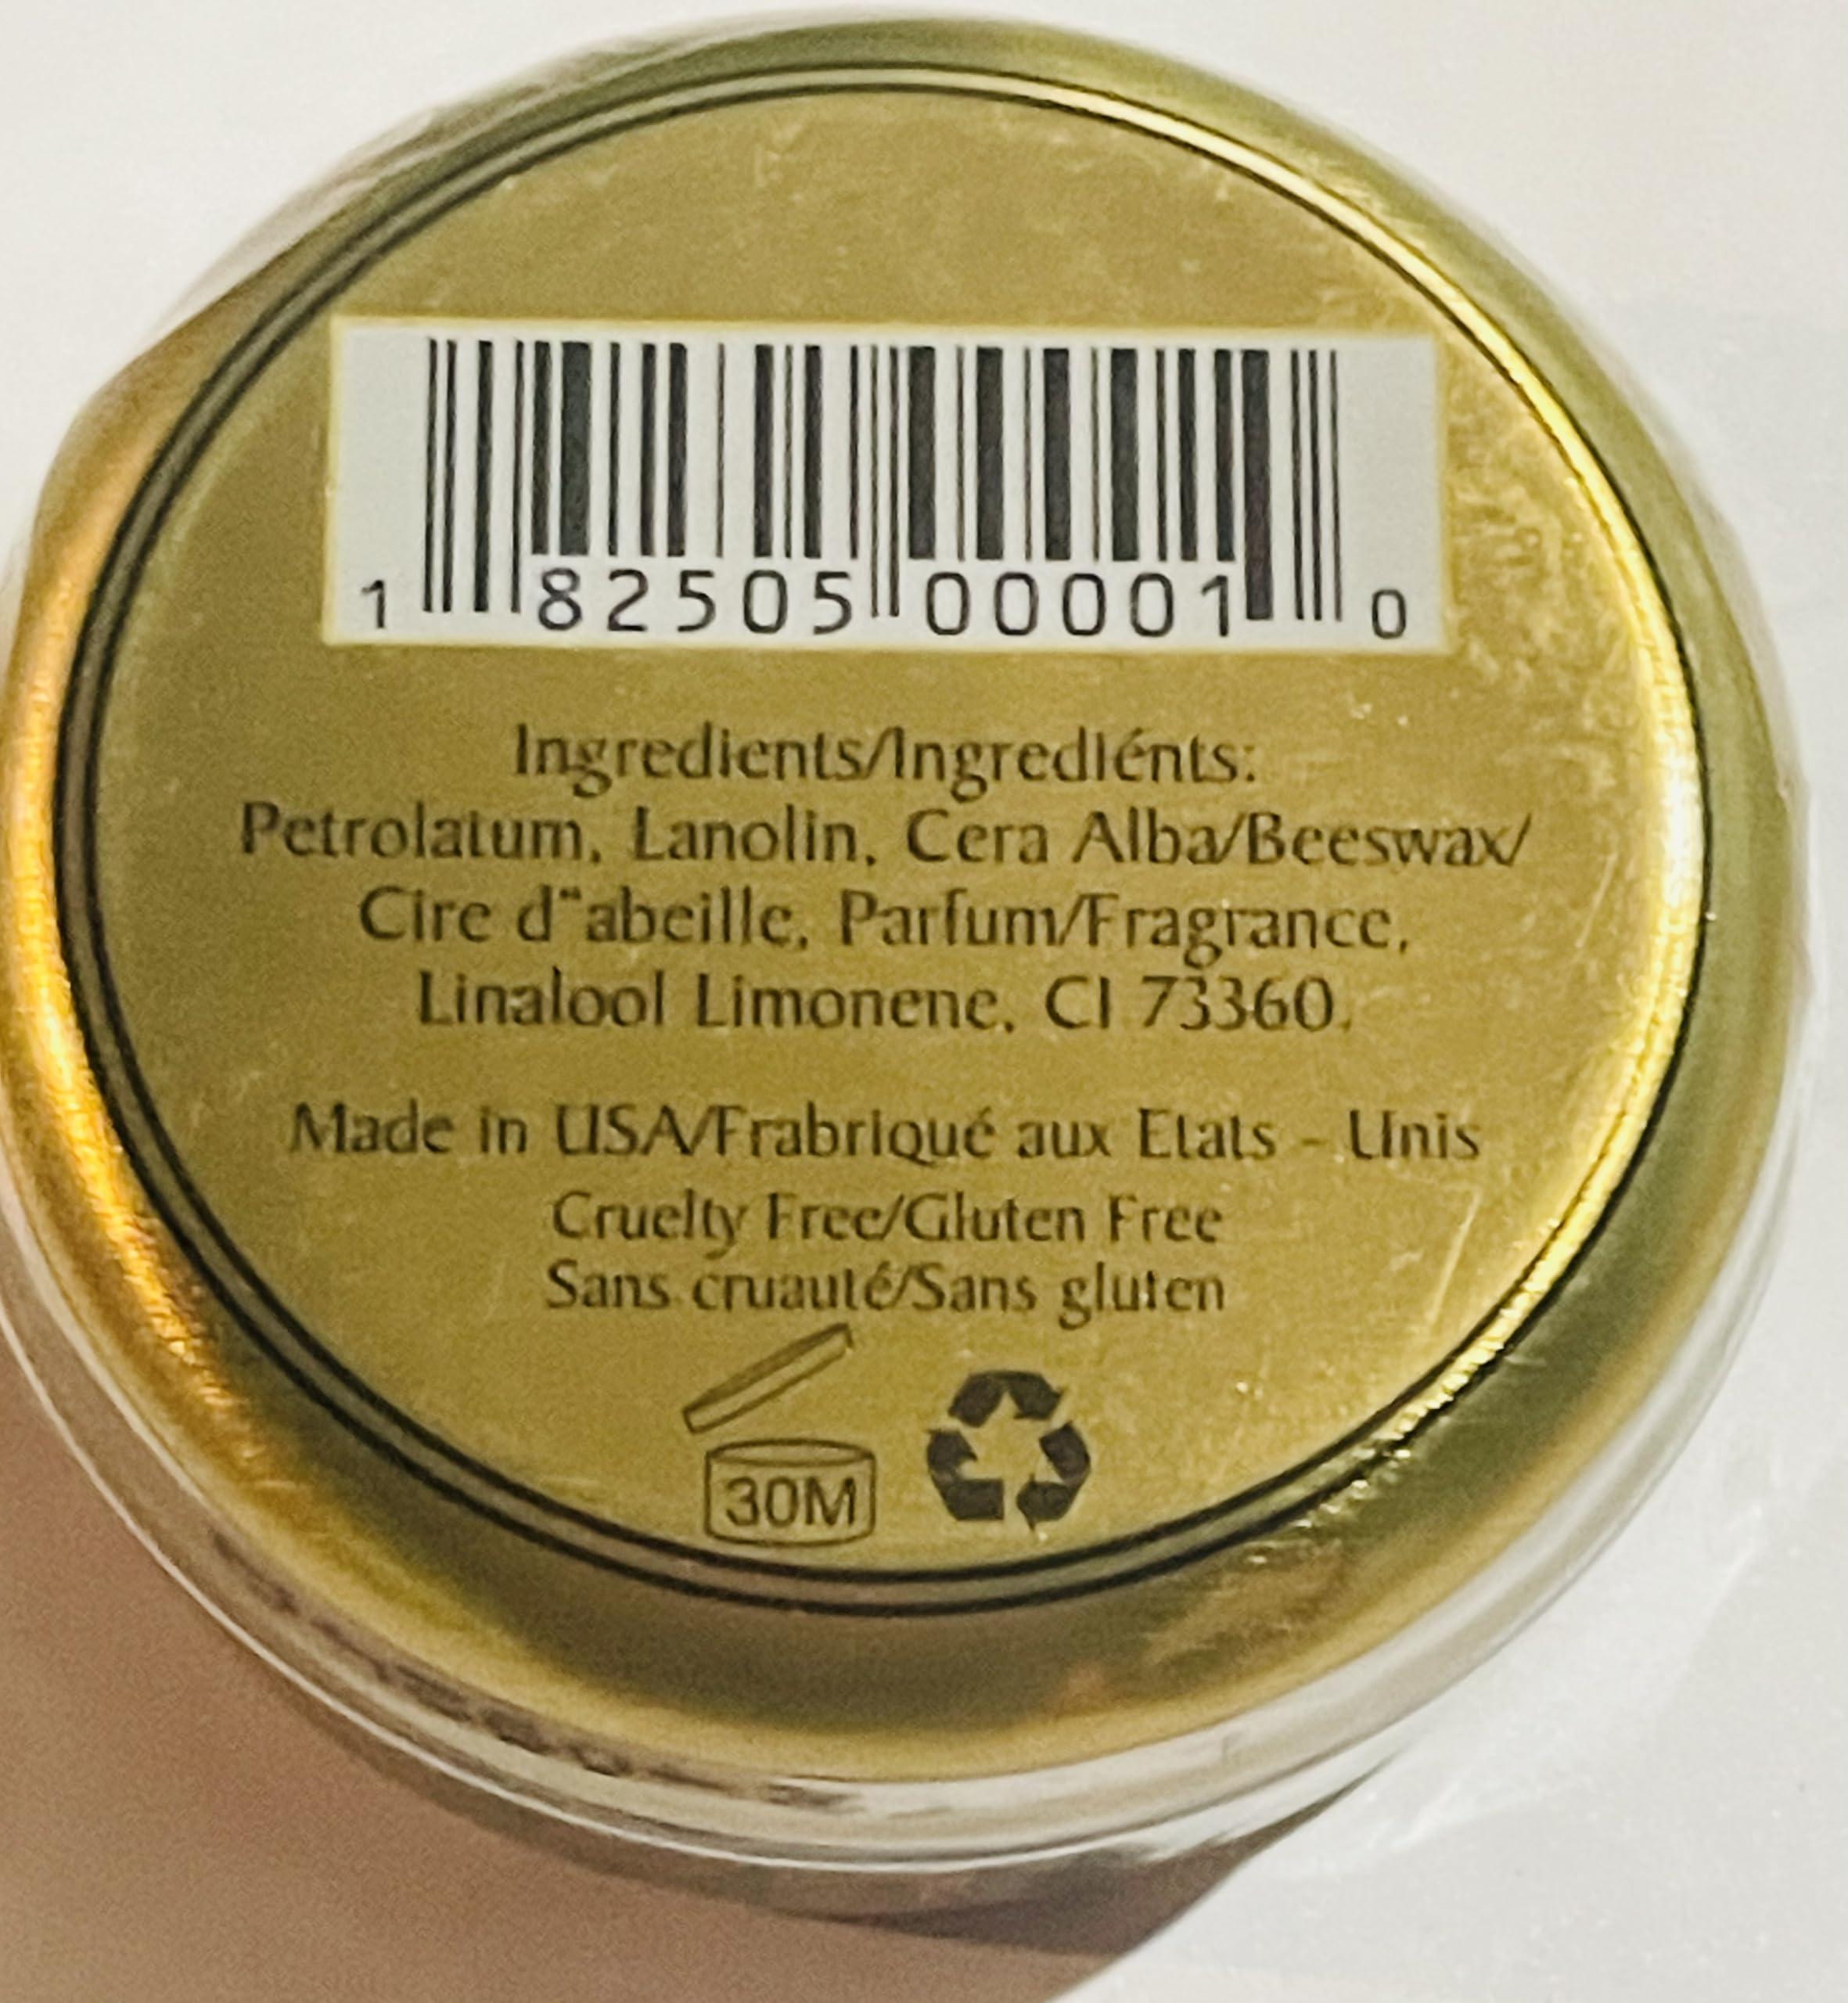 1 82505 00001 0
Ingredients/Ingrediénts:
Petrolatum, Lanolin, Cera Alba/Beeswax/
Cire d"abeille, Parfum/Fragrance,
Linalool Limonene, CI 73360.
Made in USA/Frabriqué aux Etats - Unis
Cruelty Free/Gluten Free
Sans cruauté/Sans gluten
30M